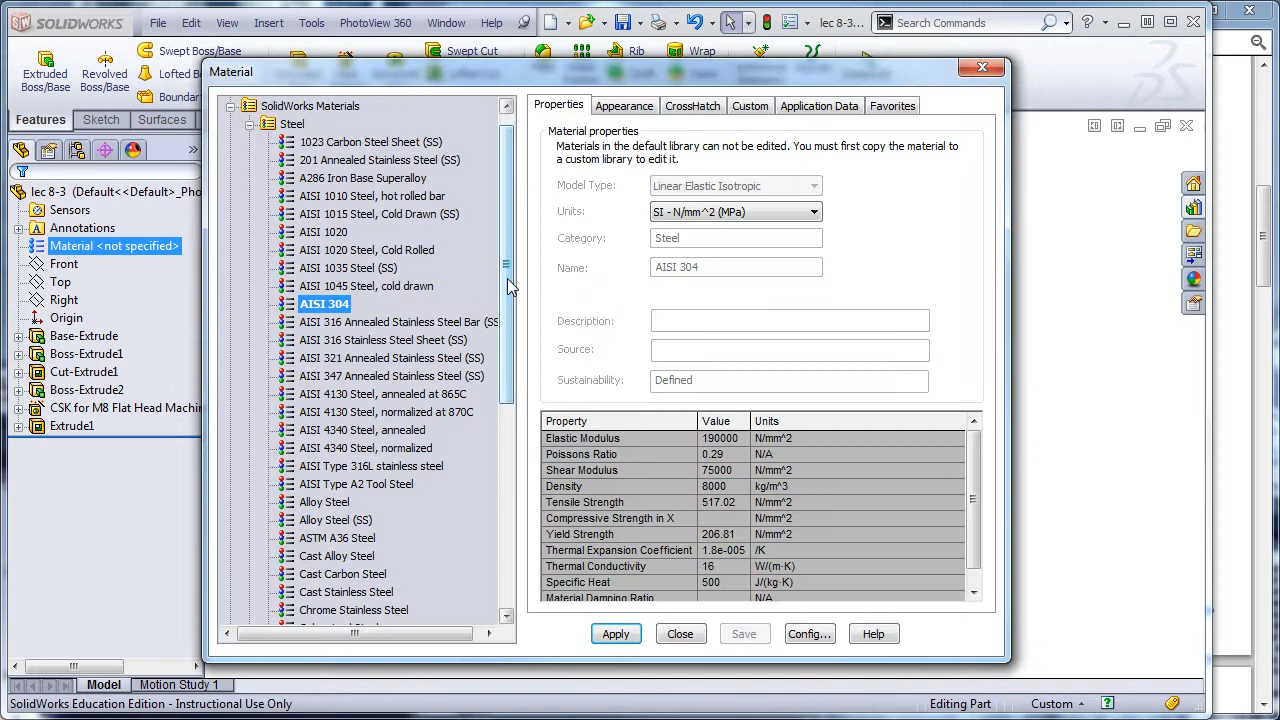 SOLIDWORKS File Edit View Insert Tools PhotoView 360 Window Help lec 8-3... Search Commands
Extruded Boss/Base
Revolved Boss/Base
Swept Boss/Base
Lofted B
Boundar
Swept Cut
Rib
Wrap
Features Sketch Surfaces
lec 8-3 (Default<<Default>_Pho
Sensors
Annotations
Material <not specified>
Front
Top
Right
Origin
Base-Extrude
Boss-Extrude1
Cut-Extrude1
Boss-Extrude2
CSK for M8 Flat Head Machin
Extrude1
Material
SolidWorks Materials
Steel
1023 Carbon Steel Sheet (SS)
201 Annealed Stainless Steel (SS)
A286 Iron Base Superalloy
AISI 1010 Steel, hot rolled bar
AISI 1015 Steel, Cold Drawn (SS)
AISI 1020
AISI 1020 Steel, Cold Rolled
AISI 1035 Steel (SS)
AISI 1045 Steel, cold drawn
AISI 304
AISI 316 Annealed Stainless Steel Bar (SS
AISI 316 Stainless Steel Sheet (SS)
AISI 321 Annealed Stainless Steel (SS)
AISI 347 Annealed Stainless Steel (SS)
AISI 4130 Steel, annealed at 865C
AISI 4130 Steel, normalized at 870C
AISI 4340 Steel, annealed
AISI 4340 Steel, normalized
AISI Type 316L stainless steel
AISI Type A2 Tool Steel
Alloy Steel
Alloy Steel (SS)
ASTM A36 Steel
Cast Alloy Steel
Cast Carbon Steel
Cast Stainless Steel
Chrome Stainless Steel
Properties Appearance CrossHatch Custom Application Data Favorites
Material properties
Materials in the default library can not be edited. You must first copy the material to a custom library to edit it.
Model Type: Linear Elastic Isotropic
Units: SI - N/mm^2 (MPa)
Category: Steel
Name: AISI 304
Description:
Source:
Sustainability: Defined
Property Value Units
Elastic Modulus 190000 N/mm^2
Poissons Ratio 0.29 N/A
Shear Modulus 75000 N/mm^2
Density 8000 kg/m^3
Tensile Strength 517.02 N/mm^2
Compressive Strength in X N/mm^2
Yield Strength 206.81 N/mm^2
Thermal Expansion Coefficient 1.8e-005 /K
Thermal Conductivity 16 W/(m·K)
Specific Heat 500 J/(kg·K)
Material Damping Ratio N/A
Apply Close Save Config... Help
Model Motion Study 1
SolidWorks Education Edition - Instructional Use Only Editing Part Custom